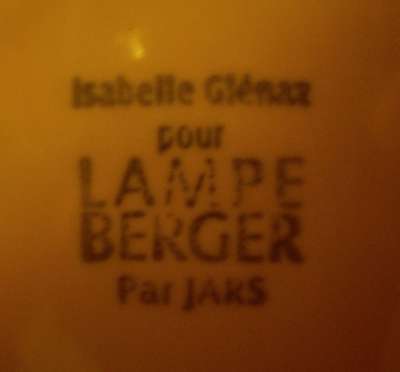 Isabelle Glénaz
pour
LAMPE
BERGER
Par JARS